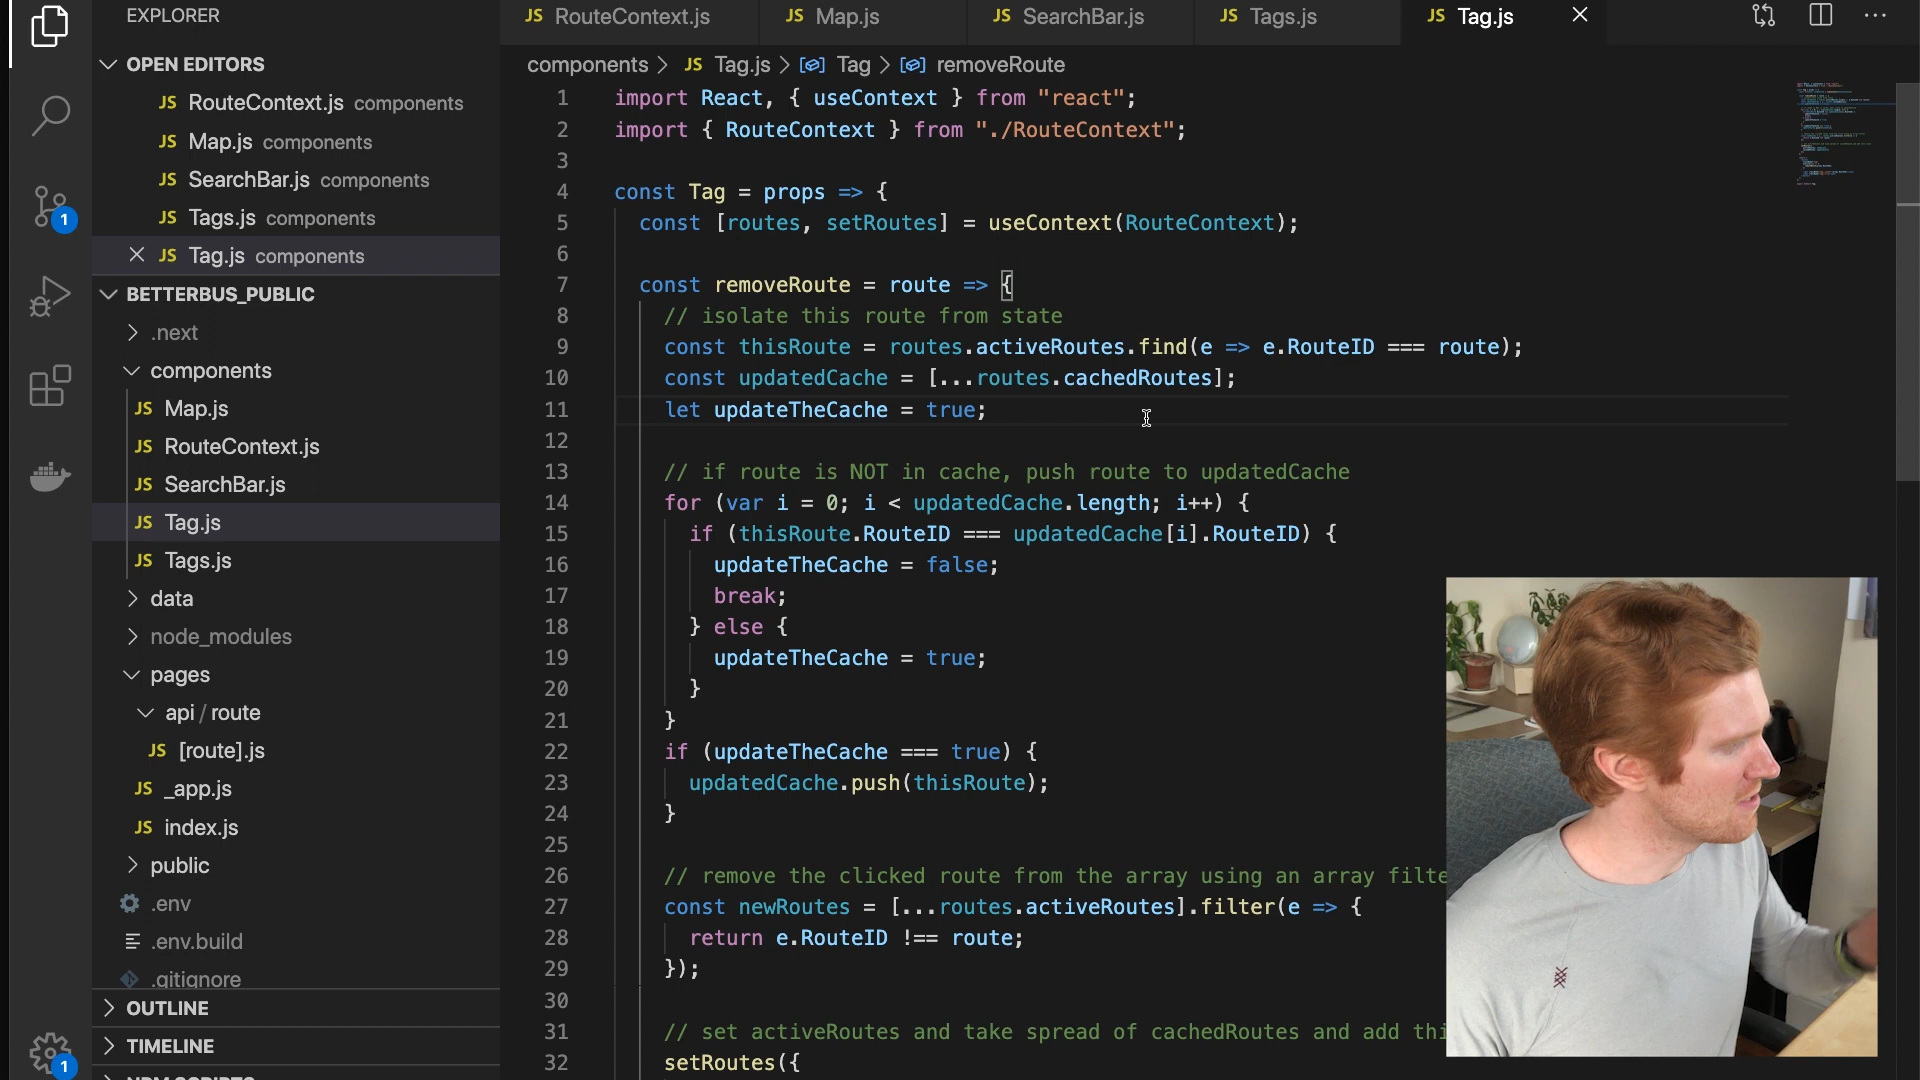 EXPLORER
OPEN EDITORS
JS RouteContext.js components
JS Map.js components
JS SearchBar.js components
JS Tags.js components
JS Tag.js components
BETTERBUS_PUBLIC
.next
components
JS Map.js
JS RouteContext.js
JS SearchBar.js
JS Tag.js
JS Tags.js
data
node_modules
pages
api / route
JS [route].js
JS _app.js
JS index.js
public
.env
.env.build
.gitignore
OUTLINE
TIMELINE
1
1
JS RouteContext.js
JS Map.js
JS SearchBar.js
JS Tags.js
JS Tag.js
components > JS Tag.js > Tag > removeRoute
1 import React, { useContext } from "react";
2 import { RouteContext } from "./RouteContext";
3
4 const Tag = props => {
5 const [routes, setRoutes] = useContext(RouteContext);
6
7 const removeRoute = route => {
8 // isolate this route from state
9 const thisRoute = routes.activeRoutes.find(e => e.RouteID === route);
10 const updatedCache = [...routes.cachedRoutes];
11 let updateTheCache = true;
12
13 // if route is NOT in cache, push route to updatedCache
14 for (var i = 0; i < updatedCache.length; i++) {
15 if (thisRoute.RouteID === updatedCache[i].RouteID) {
16 updateTheCache = false;
17 break;
18 } else {
19 updateTheCache = true;
20 }
21 }
22 if (updateTheCache === true) {
23 updatedCache.push(thisRoute);
24 }
25
26 // remove the clicked route from the array using an array filte
27 const newRoutes = [...routes.activeRoutes].filter(e => {
28 return e.RouteID !== route;
29 });
30
31 // set activeRoutes and take spread of cachedRoutes and add thi
32 setRoutes({